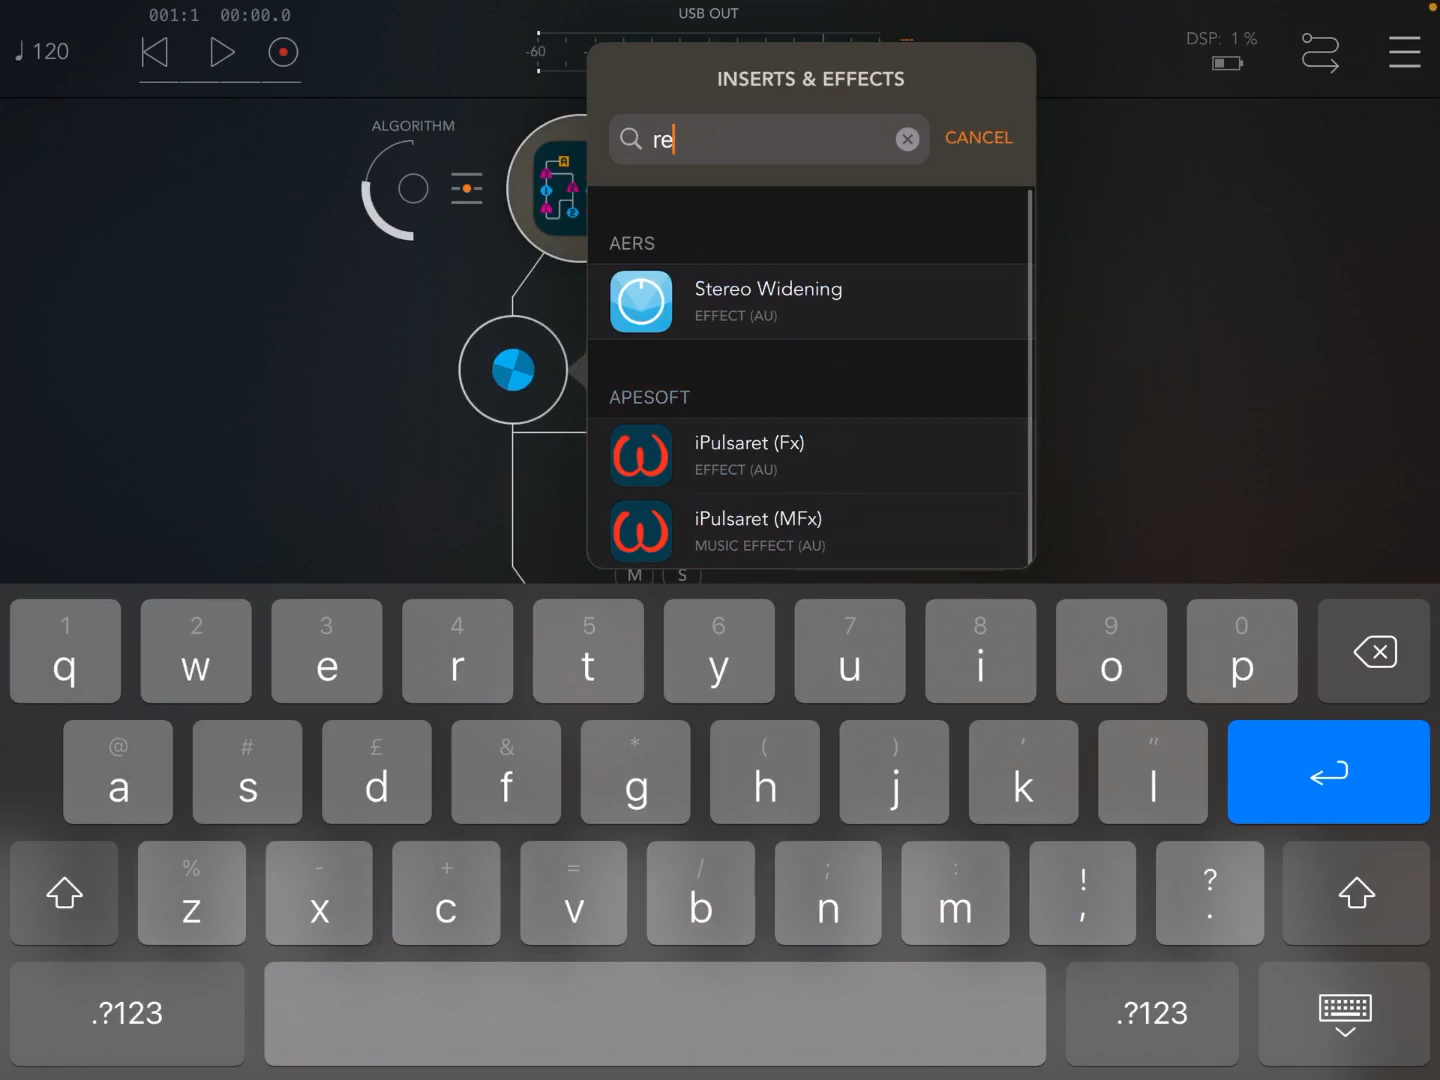 001:1 00:00.0
USB OUT
♩ 120
-60
DSP: 1 %
INSERTS & EFFECTS
re
CANCEL
ALGORITHM
A
AERS
Stereo Widening
EFFECT (AU)
APESOFT
iPulsaret (Fx)
EFFECT (AU)
iPulsaret (MFx)
MUSIC EFFECT (AU)
M S
1 2 3 4 5 6 7 8 9 0
q w e r t y u i o p
@ # £ & * ( ) ' "
a s d f g h j k l
% - + = / ; : ! ?
z x c v b n m , .
.?123 .?123